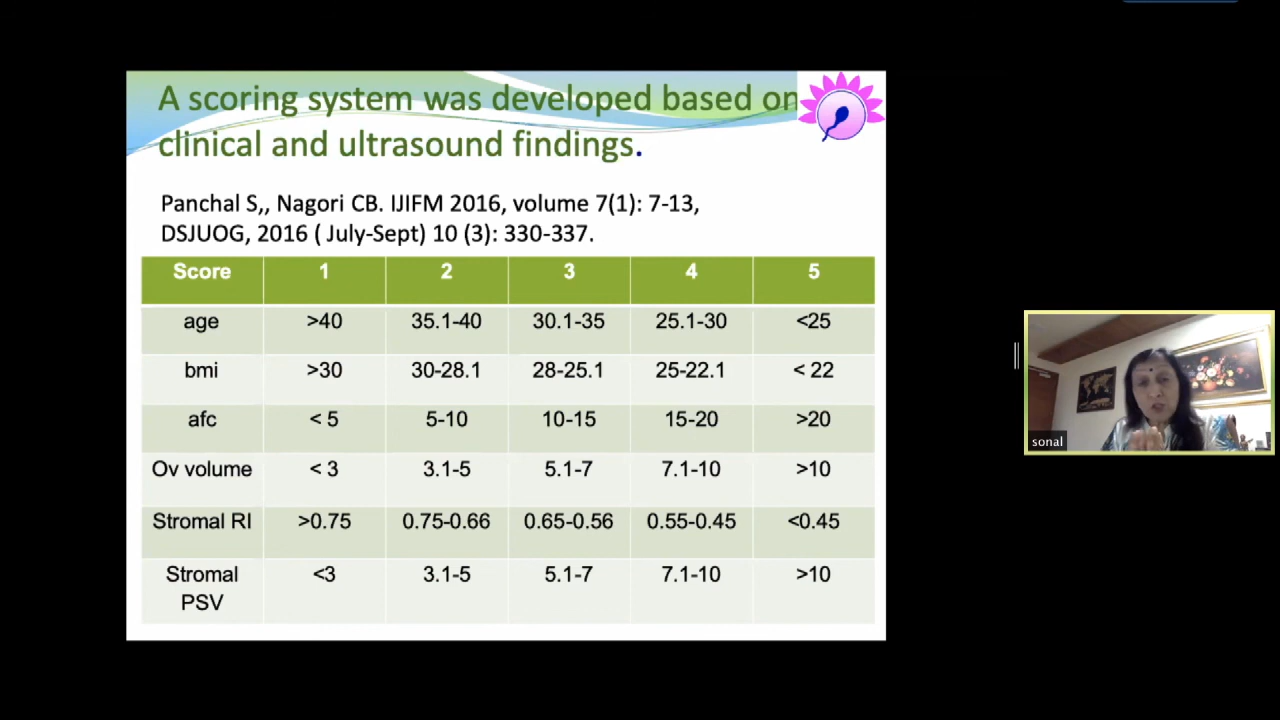 A scoring system was developed based on
clinical and ultrasound findings.
Panchal S,, Nagori CB. IJIFM 2016, volume 7(1): 7-13,
DSJUOG, 2016 ( July-Sept) 10 (3): 330-337.
Score 1 2 3 4 5
age >40 35.1-40 30.1-35 25.1-30 <25
bmi >30 30-28.1 28-25.1 25-22.1 < 22
afc < 5 5-10 10-15 15-20 >20
Ov volume < 3 3.1-5 5.1-7 7.1-10 >10
Stromal RI >0.75 0.75-0.66 0.65-0.56 0.55-0.45 <0.45
Stromal PSV <3 3.1-5 5.1-7 7.1-10 >10
sonal